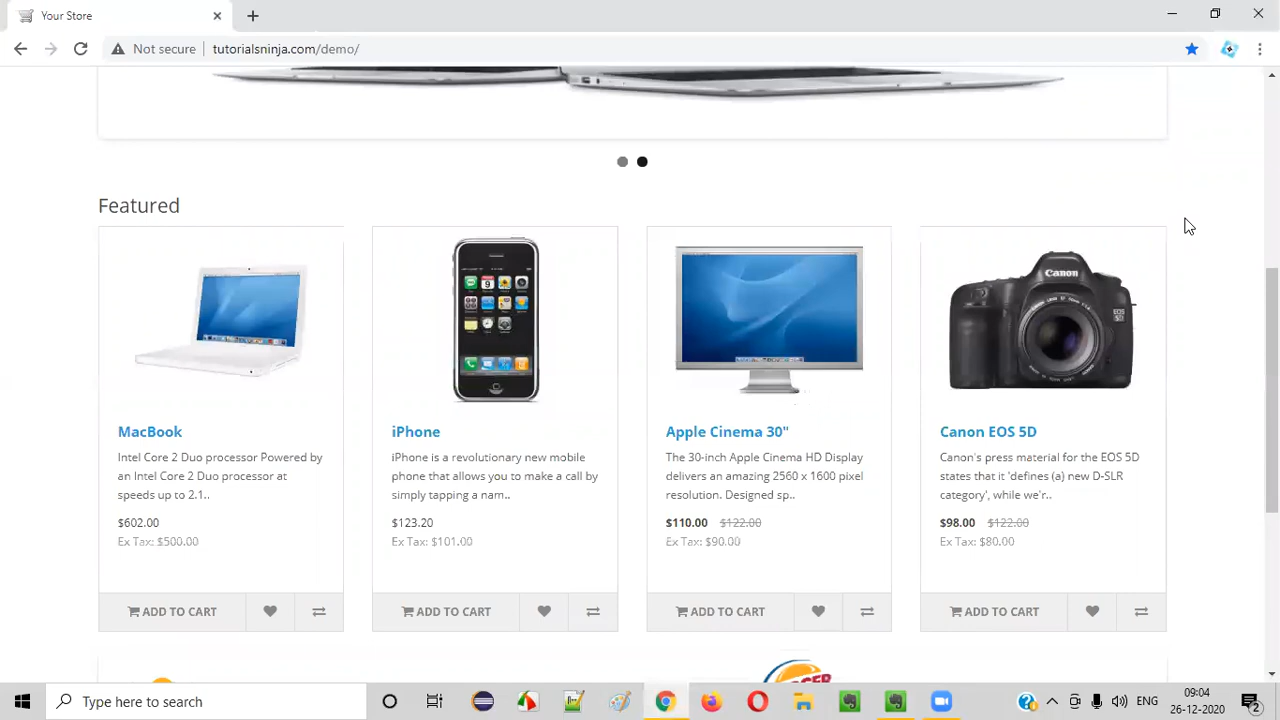 Your Store
Not secure
tutorialsninja.com/demo/
Featured
Canon
EOS
5D
MacBook
Intel Core 2 Duo processor Powered by
an Intel Core 2 Duo processor at
speeds up to 2.1..
$602.00
Ex Tax: $500.00
ADD TO CART
iPhone
iPhone is a revolutionary new mobile
phone that allows you to make a call by
simply tapping a nam..
$123.20
Ex Tax: $101.00
ADD TO CART
Apple Cinema 30"
The 30-inch Apple Cinema HD Display
delivers an amazing 2560 x 1600 pixel
resolution. Designed sp..
$110.00 $122.00
Ex Tax: $90.00
ADD TO CART
Canon EOS 5D
Canon's press material for the EOS 5D
states that it 'defines (a) new D-SLR
category', while we'r..
$98.00 $122.00
Ex Tax: $80.00
ADD TO CART
Type here to search
ENG
09:04
26-12-2020
2